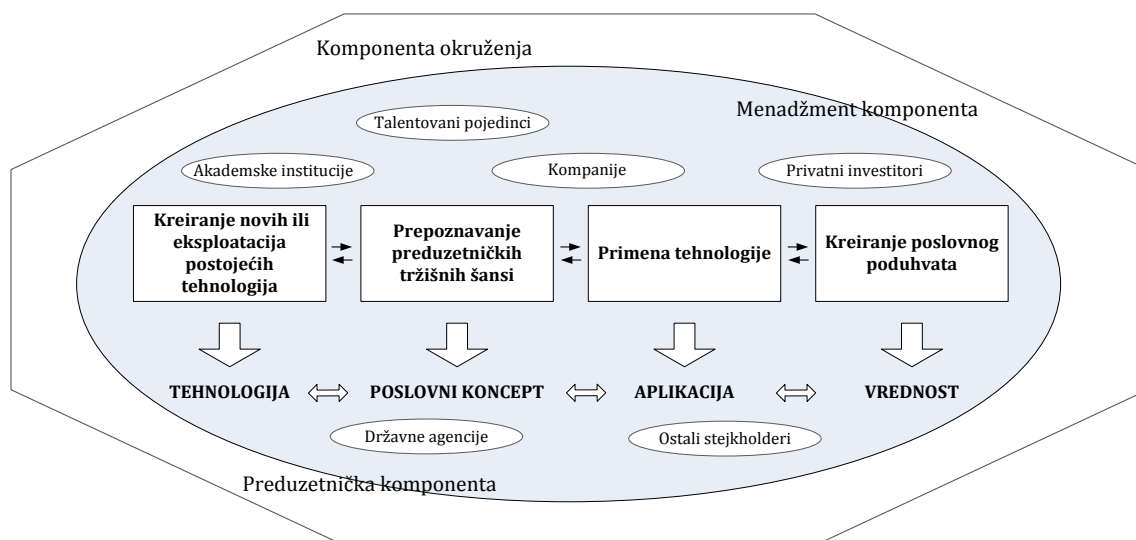 Komponenta okruženja
Menadžment komponenta
Talentovani pojedinci
Akademske institucije
Kompanije
Privatni investitori
Kreiranje novih ili
eksploatacija
postojećih
tehnologija
Prepoznavanje
preduzetničkih
tržišnih šansi
Primena tehnologije
Kreiranje poslovnog
poduhvata
TEHNOLOGIJA
POSLOVNI KONCEPT
APLIKACIJA
VREDNOST
Državne agencije
Ostali stejkholderi
Preduzetnička komponenta